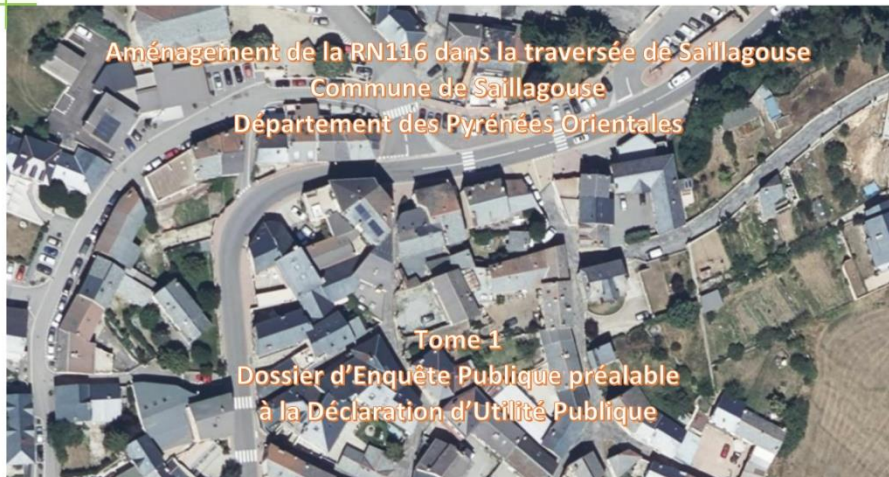 Aménagement de la RN116 dans la traversée de Saillagouse
Commune de Saillagouse
Département des Pyrénées Orientales
Tome 1
Dossier d'Enquête Publique préalable
à la Déclaration d'Utilité Publique